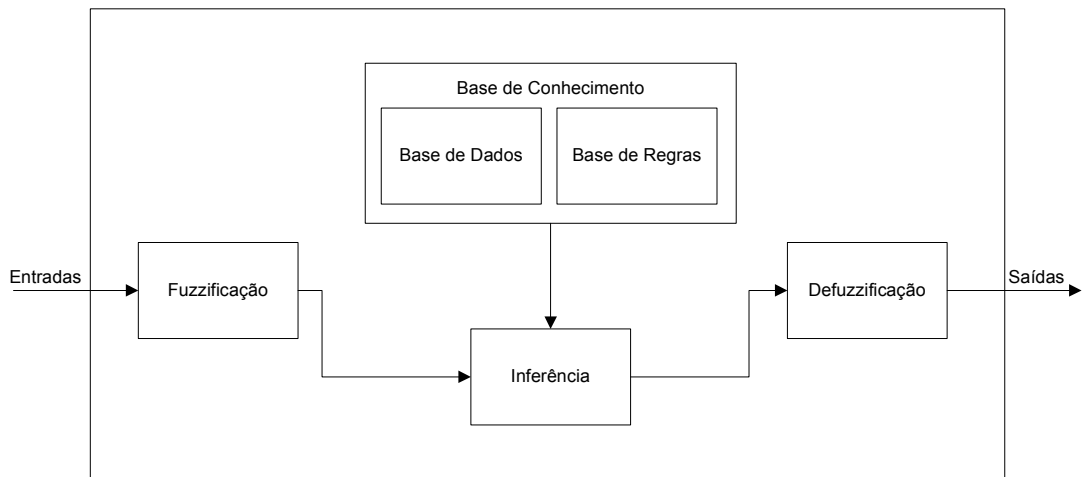 Base de Conhecimento
Base de Dados
Base de Regras
Entradas
Fuzzificação
Defuzzificação
Saídas
Inferência